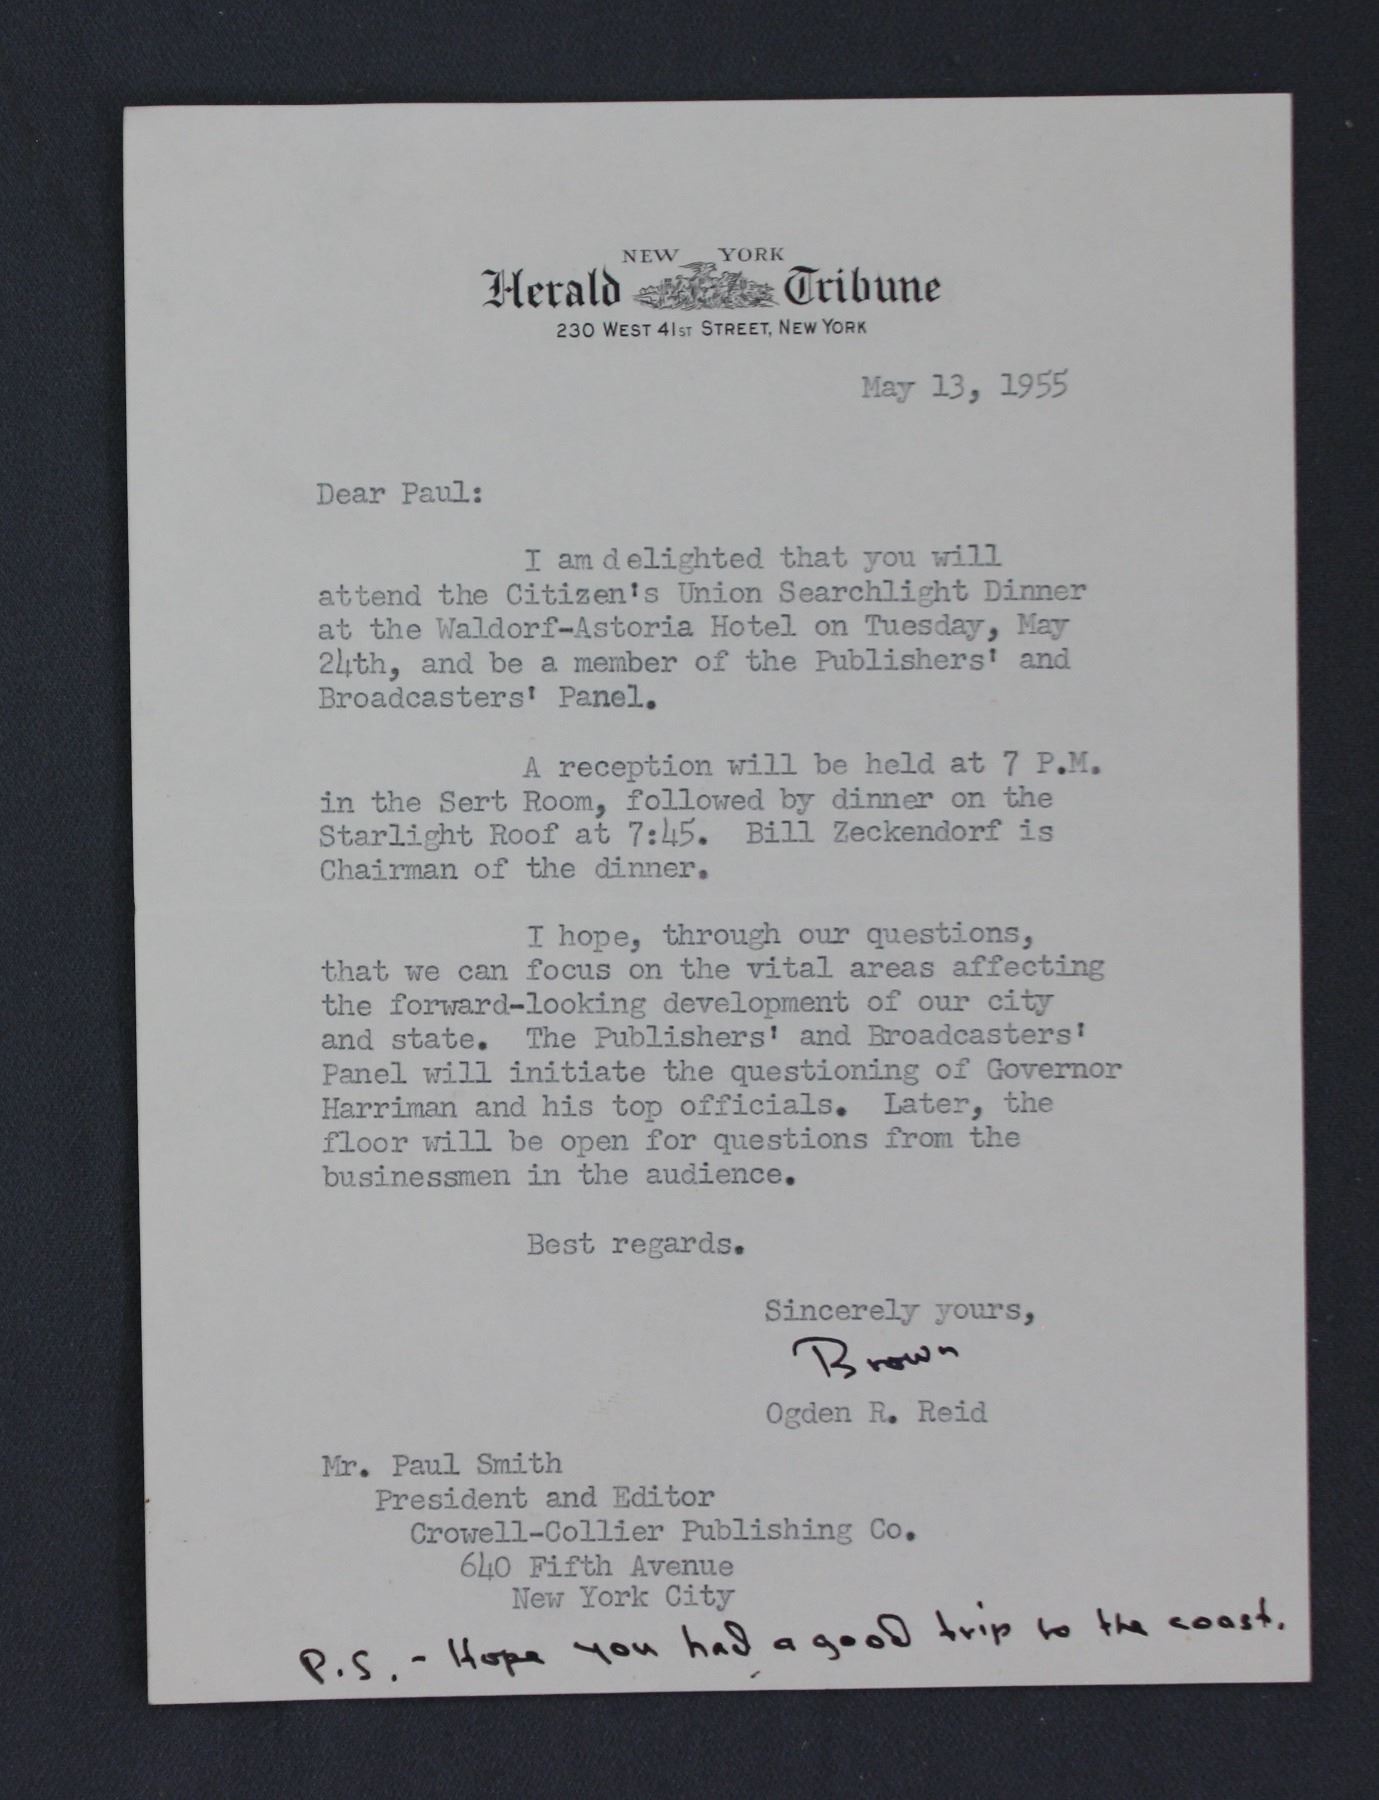 NEW YORK
Herald Tribune
230 WEST 41ST STREET, NEW YORK
May 13, 1955
Dear Paul:
I am delighted that you will
attend the Citizen's Union Searchlight Dinner
at the Waldorf-Astoria Hotel on Tuesday, May
24th, and be a member of the Publishers' and
Broadcasters' Panel.
A reception will be held at 7 P.M.
in the Sert Room, followed by dinner on the
Starlight Roof at 7:45. Bill Zeckendorf is
Chairman of the dinner.
I hope, through our questions,
that we can focus on the vital areas affecting
the forward-looking development of our city
and state. The Publishers' and Broadcasters'
Panel will initiate the questioning of Governor
Harriman and his top officials. Later, the
floor will be open for questions from the
businessmen in the audience.
Best regards.
Sincerely yours,
Brown
Ogden R. Reid
Mr. Paul Smith
President and Editor
Crowell-Collier Publishing Co.
640 Fifth Avenue
New York City
P.S. - Hope you had a good trip to the coast.